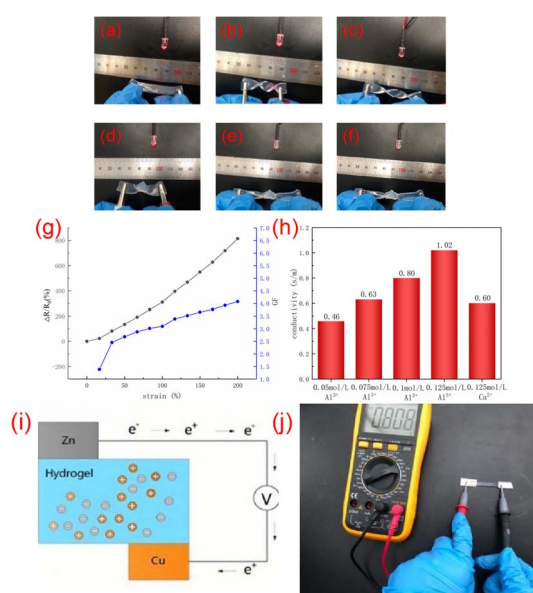 (a) (b) (c)
(d) (e) (f)
(g)
ΔR/R₀(%)
800
600
400
200
0
-200
0 50 100 150 200
strain (%)
7.0
6.5
6.0
5.5
5.0
4.5
4.0
3.5
3.0
2.5
2.0
1.5
1.0
GF
(h)
conductivity (s/m)
1.2
1.0
0.8
0.6
0.4
0.2
0.0
0.46 0.63 0.80 1.02 0.60
0.05mol/L 0.075mol/L 0.1mol/L 0.125mol/L 0.125mol/L
Al³⁺ Al³⁺ Al³⁺ Al³⁺ Ca²⁺
(i)
Zn
e⁻ → e⁺ → e⁻
Hydrogel
V
Cu
← e⁺
(j)
0.808